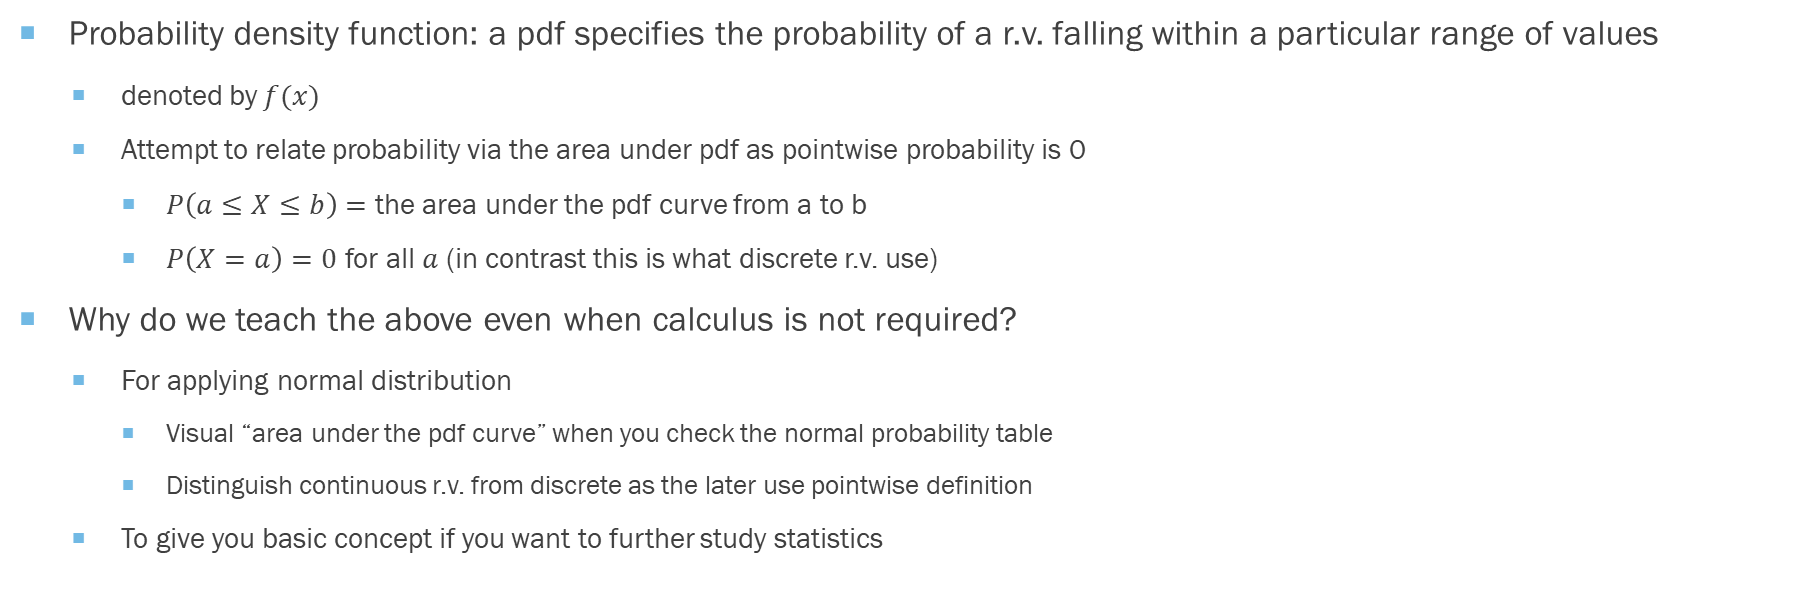 Probability density function: a pdf specifies the probability of a r.v. falling within a particular range of values
denoted by f(x)
Attempt to relate probability via the area under pdf as pointwise probability is 0
P(a ≤ X ≤ b) = the area under the pdf curve from a to b
P(X = a) = 0 for all a (in contrast this is what discrete r.v. use)
Why do we teach the above even when calculus is not required?
For applying normal distribution
Visual “area under the pdf curve” when you check the normal probability table
Distinguish continuous r.v. from discrete as the later use pointwise definition
To give you basic concept if you want to further study statistics